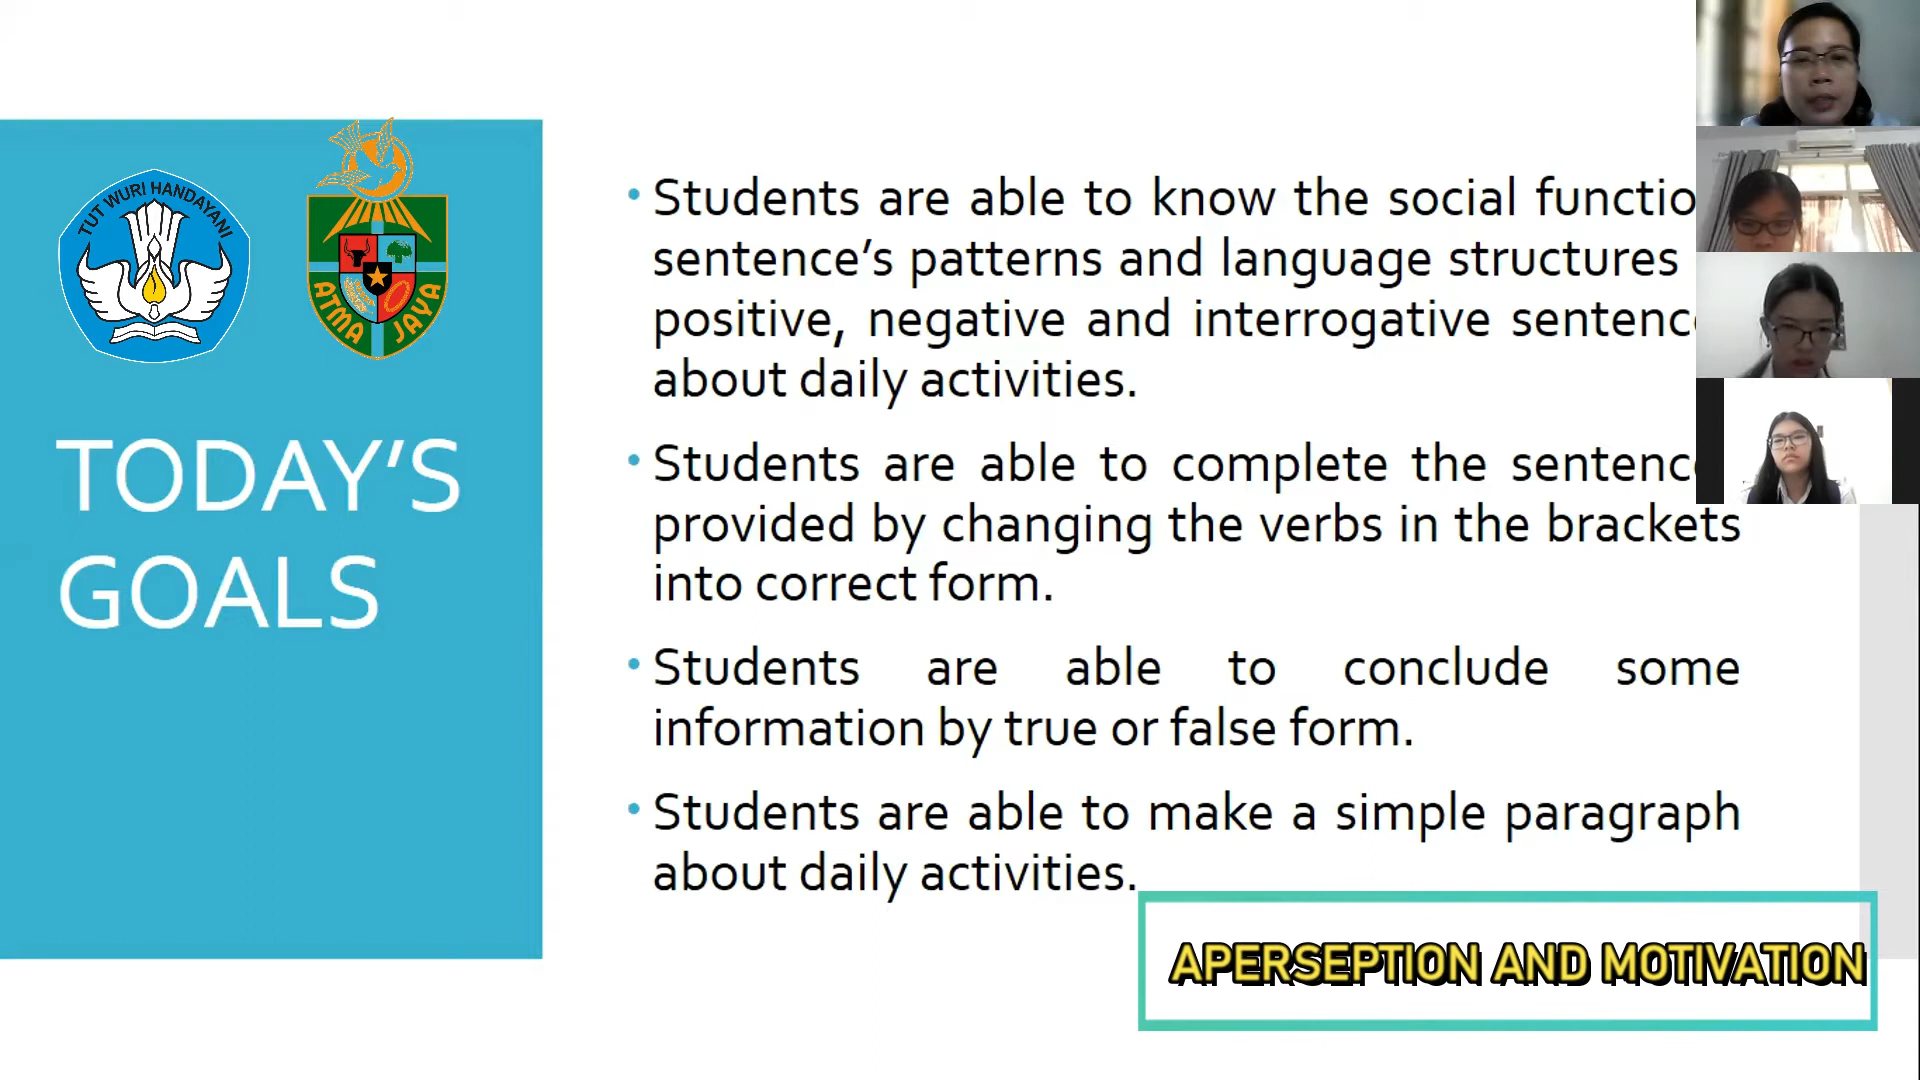 TUT WURI HANDAYANI
ATMA JAYA
TODAY'S
GOALS
• Students are able to know the social
sentence's patterns and language structures
positive, negative and interrogative
about daily activities.
• Students are able to complete the
provided by changing the verbs in the brackets
into correct form.
• Students are able to conclude some
information by true or false form.
• Students are able to make a simple paragraph
about daily activities.
APERSEPTION AND MOTIVATION